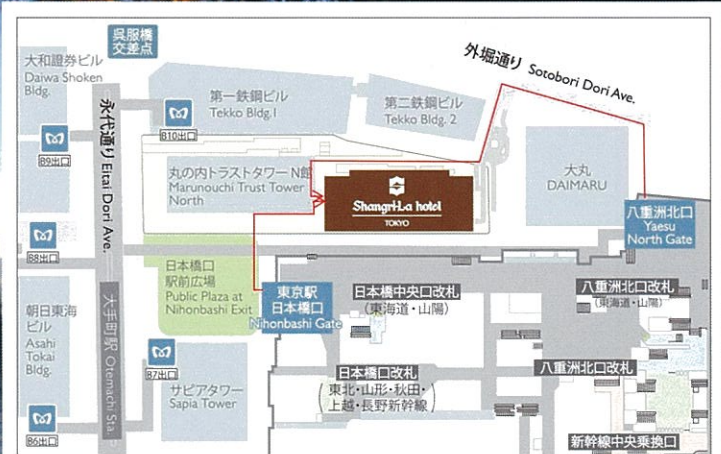 呉服橋
交差点
大和證券ビル
Daiwa Shoken
Bldg.
永代通り Eitai Dori Ave.
B10出口
第一鉄鋼ビル
Tekko Bldg.1
第二鉄鋼ビル
Tekko Bldg. 2
外堀通り Sotobori Dori Ave.
B9出口
丸の内トラストタワー N館
Marunouchi Trust Tower
North
Shangri-La hotel
TOKYO
大丸
DAIMARU
八重洲北口
Yaesu
North Gate
B8出口
日本橋口
駅前広場
Public Plaza at
Nihonbashi Exit
東京駅
日本橋口
Nihonbashi Gate
日本橋中央口改札
(東海道・山陽)
八重洲北口改札
(東海道・山陽)
朝日東海
ビル
Asahi
Tokai
Bldg.
大手町駅 Otemachi Sta.
B7出口
サピアタワー
Sapia Tower
日本橋口改札
(東北・山形・秋田・
上越・長野新幹線)
八重洲北口改札
B6出口
新幹線中央乗換口